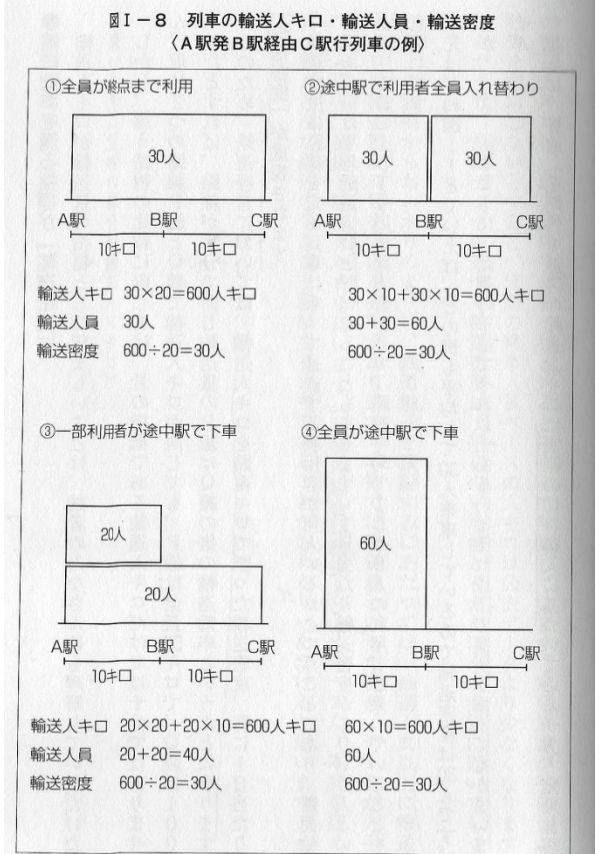 図Ⅰ－8　列車の輸送人キロ・輸送人員・輸送密度
〈A駅発B駅経由C駅行列車の例〉
①全員が終点まで利用
30人
A駅　B駅　C駅
10キロ　10キロ
輸送人キロ　30×20＝600人キロ
輸送人員　30人
輸送密度　600÷20＝30人
②途中駅で利用者全員入れ替わり
30人　30人
A駅　B駅　C駅
10キロ　10キロ
30×10＋30×10＝600人キロ
30＋30＝60人
600÷20＝30人
③一部利用者が途中駅で下車
20人
20人
A駅　B駅　C駅
10キロ　10キロ
輸送人キロ　20×20＋20×10＝600人キロ
輸送人員　20＋20＝40人
輸送密度　600÷20＝30人
④全員が途中駅で下車
60人
A駅　B駅　C駅
10キロ　10キロ
60×10＝600人キロ
60人
600÷20＝30人